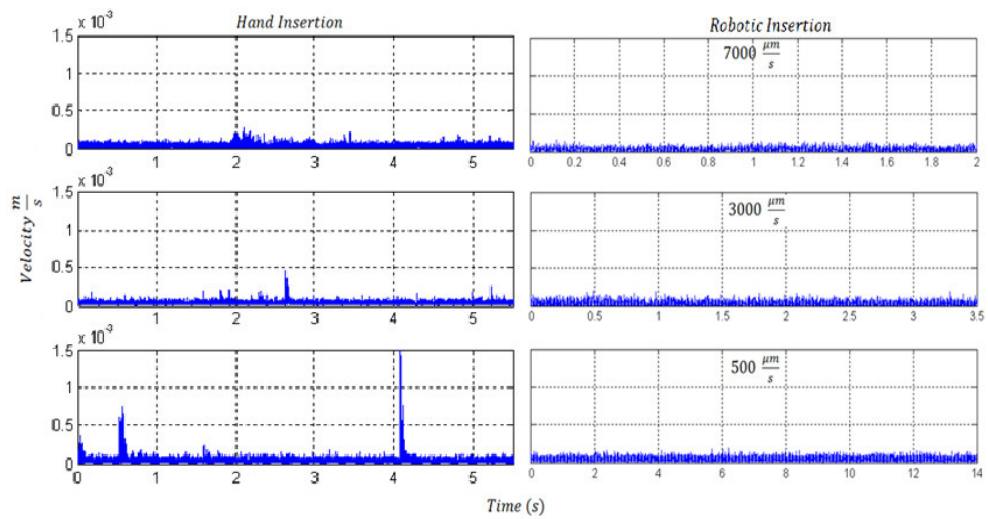 Hand Insertion
Robotic Insertion
x 10⁻³
1.5
1
0.5
0
1 2 3 4 5
7000 μm/s
0 0.2 0.4 0.6 0.8 1 1.2 1.4 1.6 1.8 2
x 10⁻³
1.5
1
0.5
0
0 1 2 3 4 5
3000 μm/s
0 0.5 1 1.5 2 2.5 3 3.5
x 10⁻³
1.5
1
0.5
0
0 1 2 3 4 5
500 μm/s
0 2 4 6 8 10 12 14
Velocity m/s
Time (s)